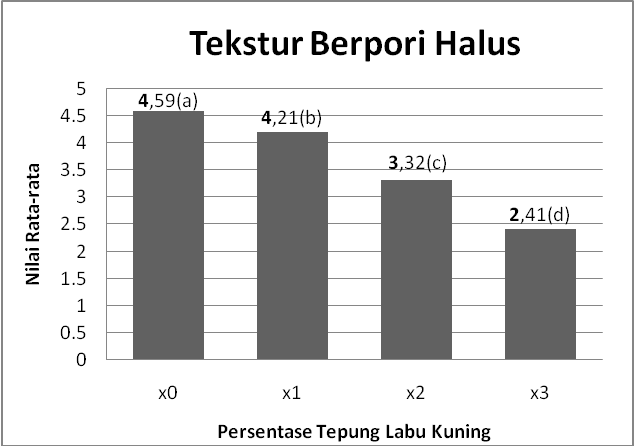 Tekstur Berpori Halus
5
4.5
4
3.5
3
2.5
2
1.5
1
0.5
0
Nilai Rata-rata
4,59(a)
4,21(b)
3,32(c)
2,41(d)
x0
x1
x2
x3
Persentase Tepung Labu Kuning